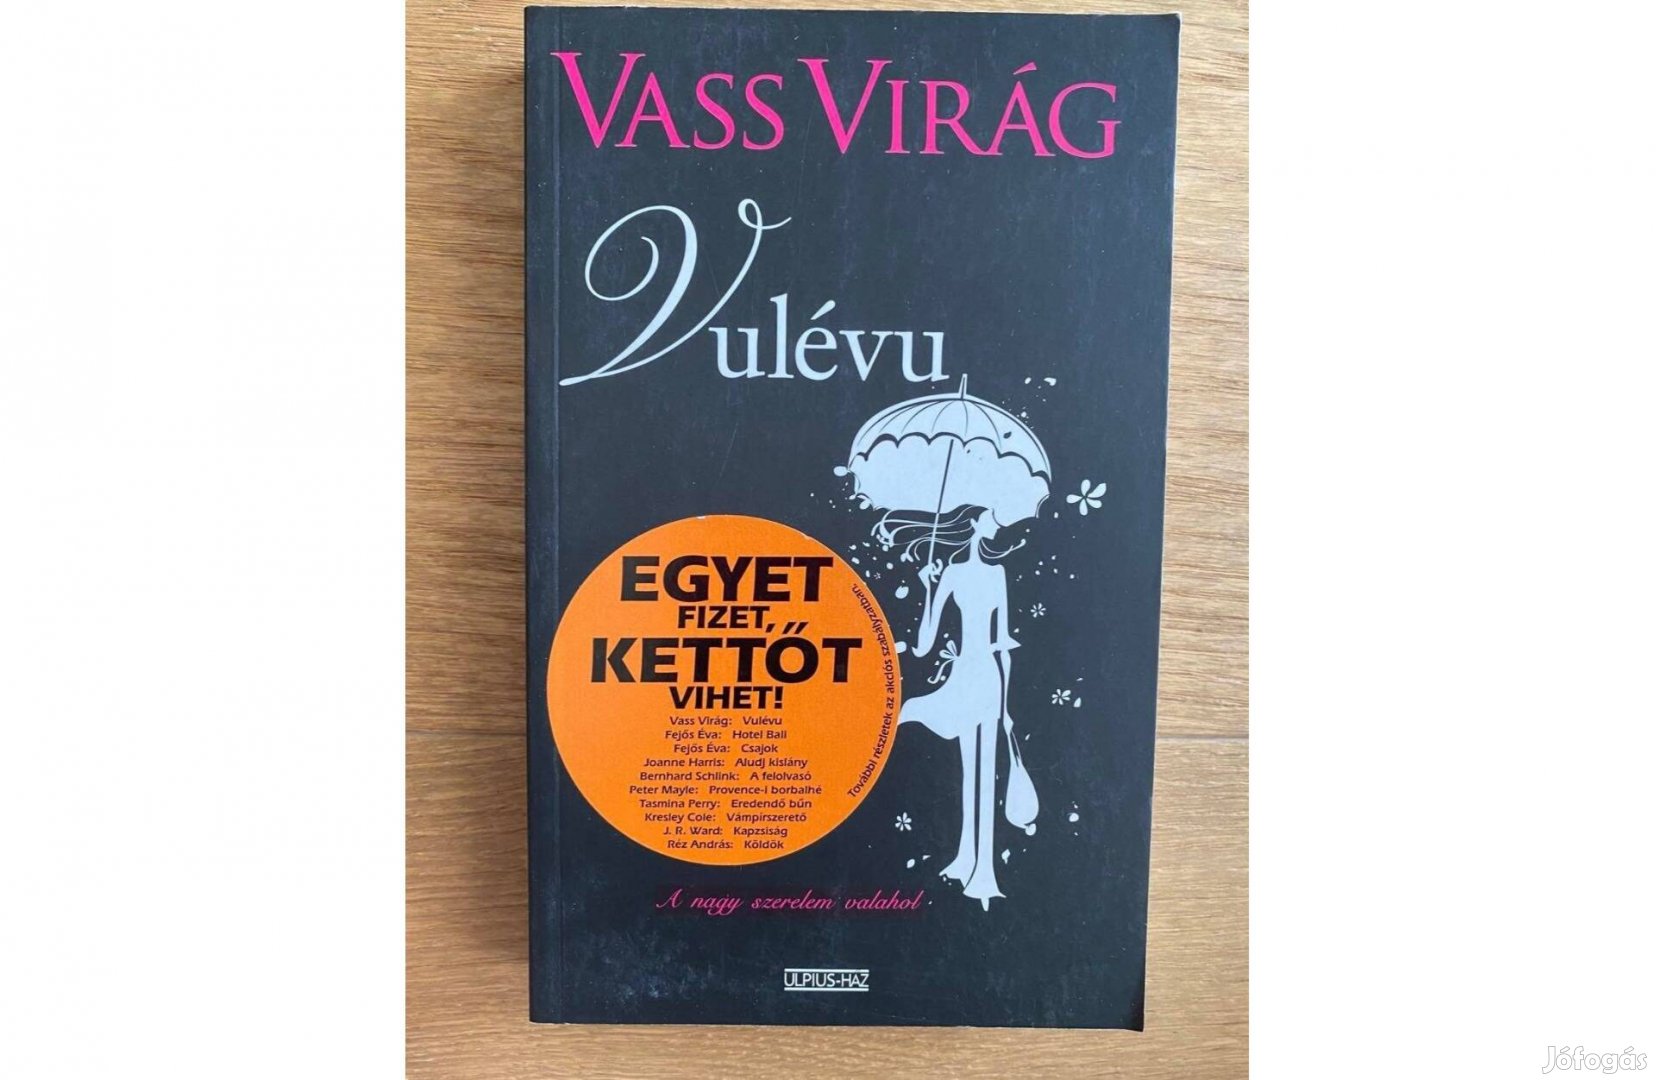 VASS VIRÁG
Vulévu
EGYET
FIZET,
KETTŐT
VIHET!
Vass Virág: Vulévu
Fejős Éva: Hotel Bali
Fejős Éva: Csajok
Joanne Harris: Aludj kislány
Bernhard Schlink: A felolvasó
Peter Mayle: Provence-i borbalhé
Tasmina Perry: Eredendő bűn
Kresley Cole: Vámpírszerető
J. R. Ward: Kapzsiság
Réz András: Köldök
További részletek az akciós szabályzatban.
A nagy szerelem valahol
ULPIUS-HÁZ
Jófogás